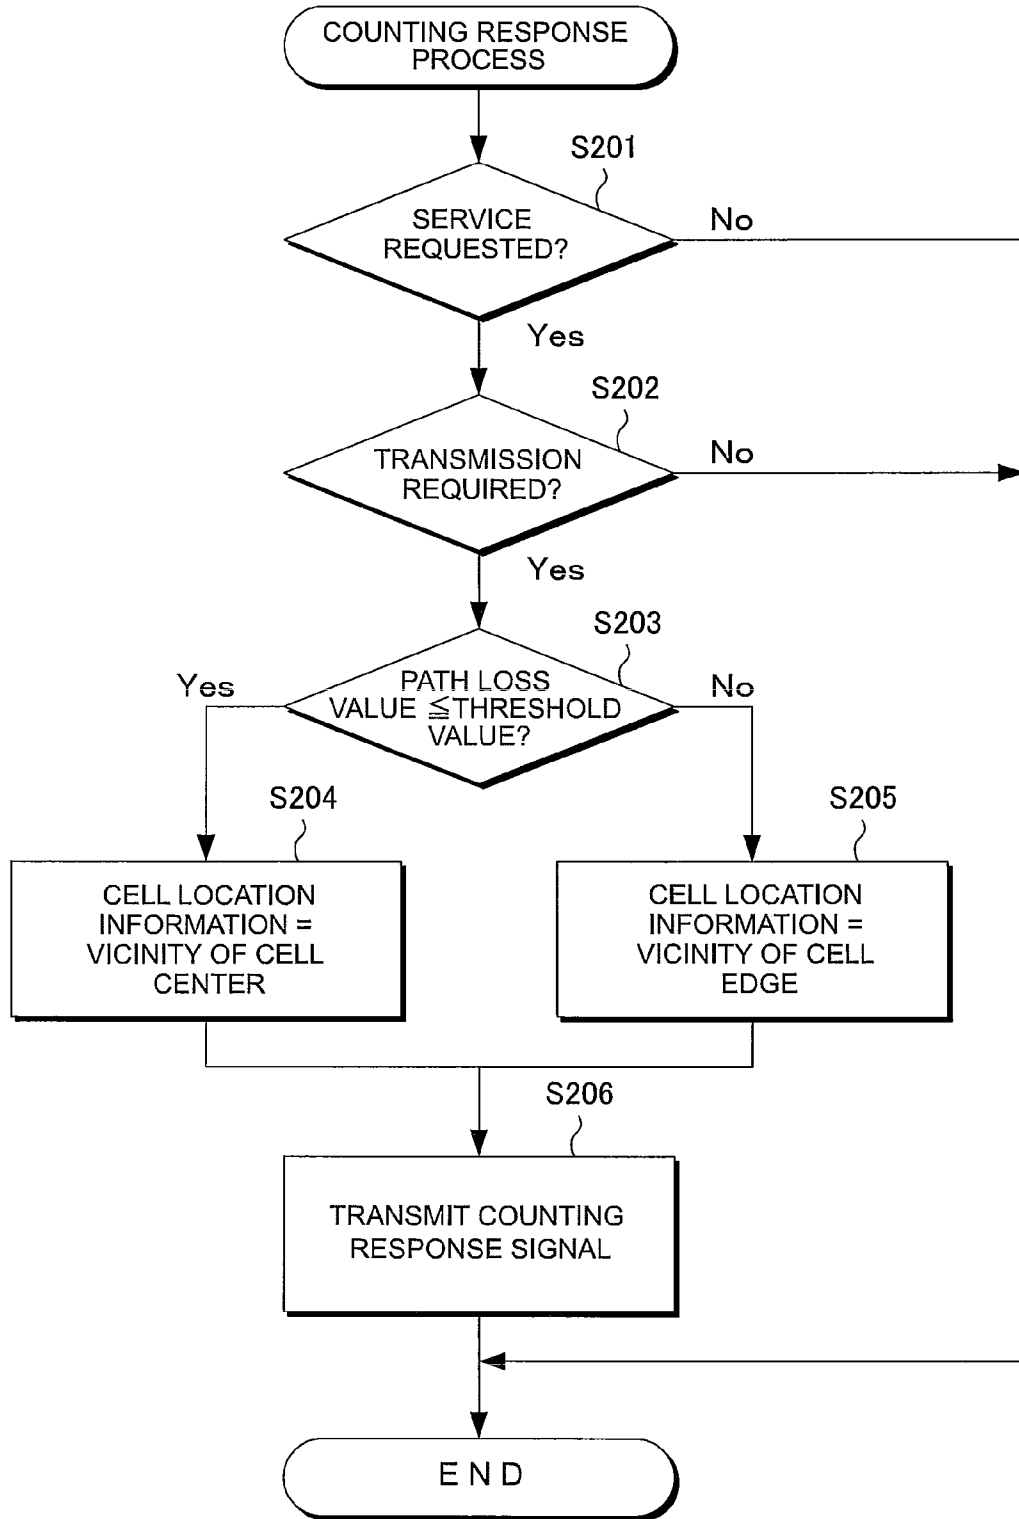 COUNTING RESPONSE
PROCESS
S201
SERVICE
REQUESTED?
No
Yes
S202
TRANSMISSION
REQUIRED?
No
Yes
S203
PATH LOSS
VALUE ≦THRESHOLD
VALUE?
Yes
No
S204
CELL LOCATION
INFORMATION =
VICINITY OF CELL
CENTER
S205
CELL LOCATION
INFORMATION =
VICINITY OF CELL
EDGE
S206
TRANSMIT COUNTING
RESPONSE SIGNAL
END